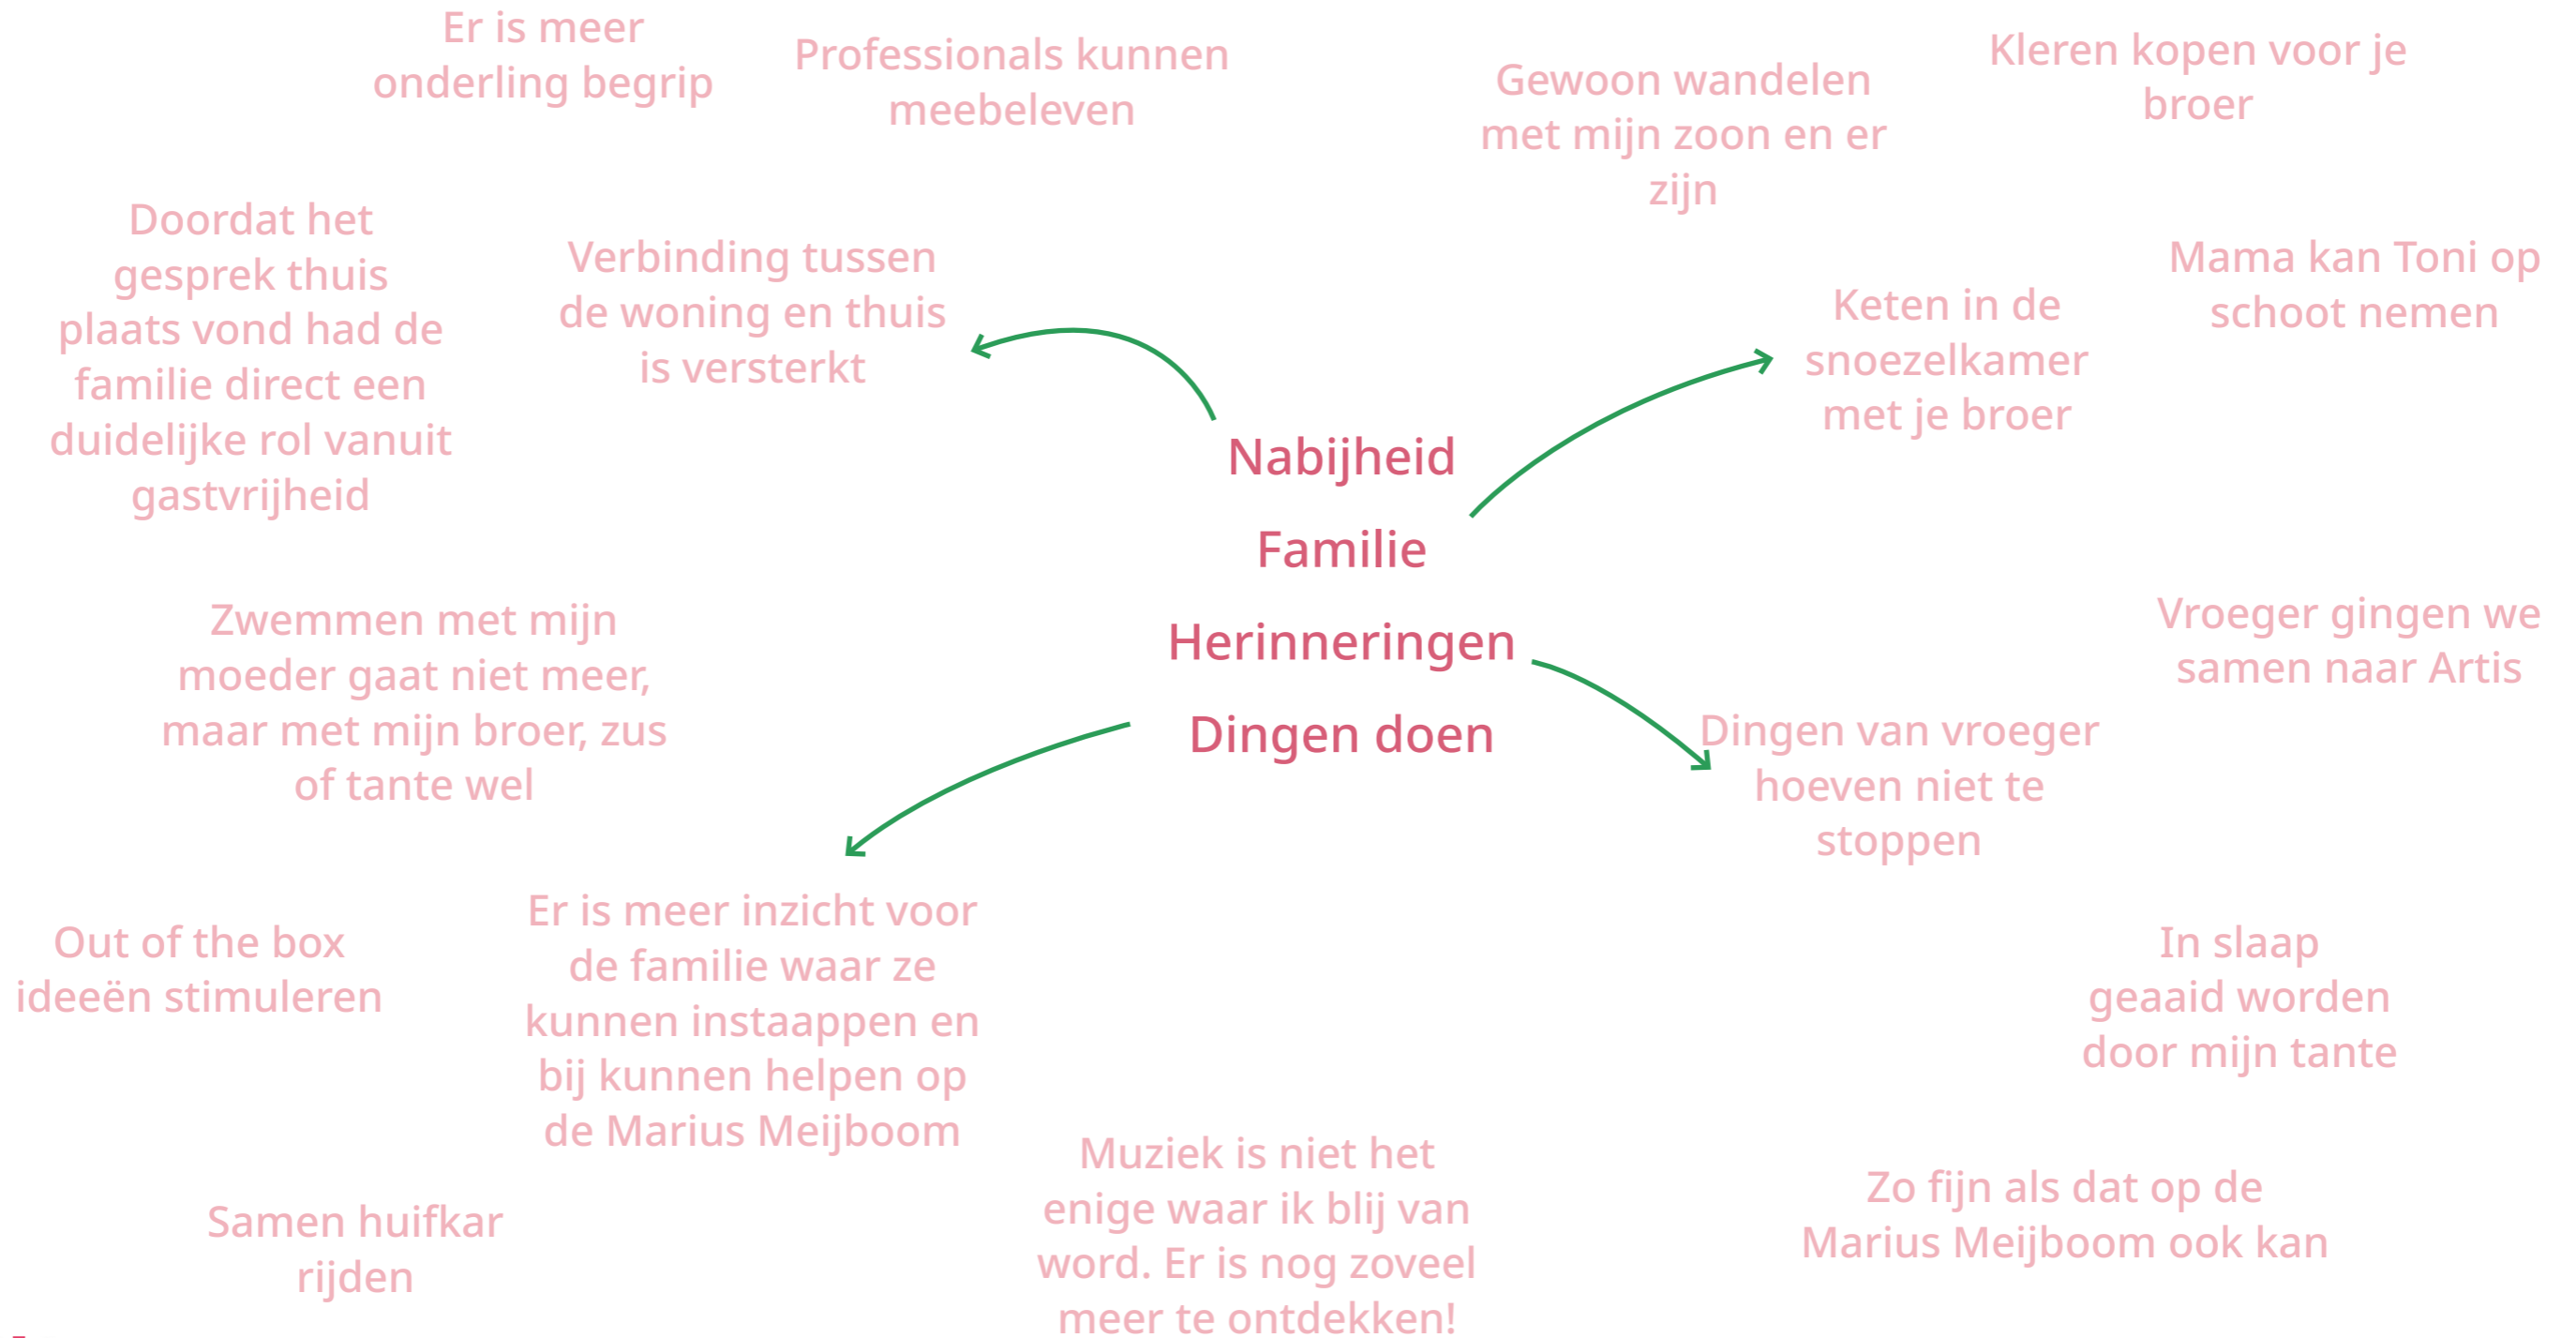 Er is meer
onderling begrip
Professionals kunnen
meebeleven
Gewoon wandelen
met mijn zoon en er
zijn
Kleren kopen voor je
broer
Doordat het
gesprek thuis
plaats vond had de
familie direct een
duidelijke rol vanuit
gastvrijheid
Verbinding tussen
de woning en thuis
is versterkt
Keten in de
snoezelkamer
met je broer
Mama kan Toni op
schoot nemen
Nabijheid
Familie
Herinneringen
Dingen doen
Zwemmen met mijn
moeder gaat niet meer,
maar met mijn broer, zus
of tante wel
Vroeger gingen we
samen naar Artis
Dingen van vroeger
hoeven niet te
stoppen
Out of the box
ideeën stimuleren
Er is meer inzicht voor
de familie waar ze
kunnen instaappen en
bij kunnen helpen op
de Marius Meijboom
In slaap
geaaid worden
door mijn tante
Samen huifkar
rijden
Muziek is niet het
enige waar ik blij van
word. Er is nog zoveel
meer te ontdekken!
Zo fijn als dat op de
Marius Meijboom ook kan